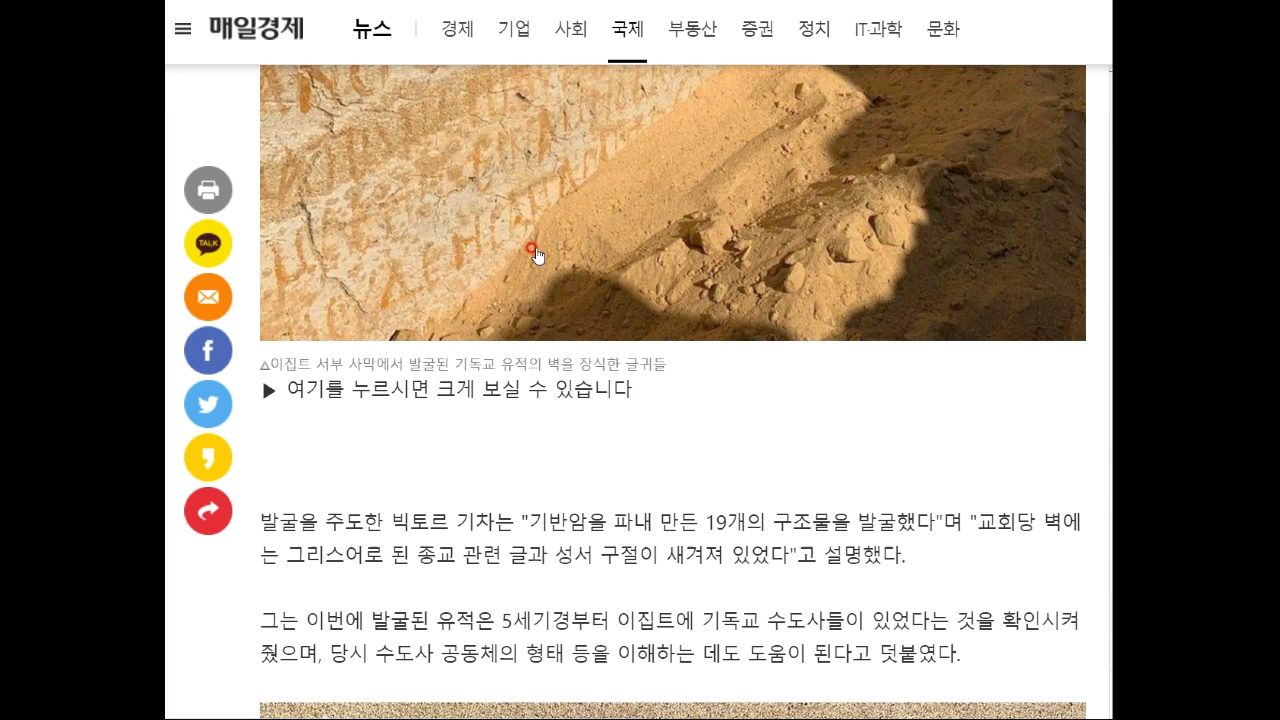 매일경제 뉴스 경제 기업 사회 국제 부동산 증권 정치 IT·과학 문화
TALK
△이집트 서부 사막에서 발굴된 기독교 유적의 벽을 장식한 글귀들
▶ 여기를 누르시면 크게 보실 수 있습니다
발굴을 주도한 빅토르 기차는 "기반암을 파내 만든 19개의 구조물을 발굴했다"며 "교회당 벽에
는 그리스어로 된 종교 관련 글과 성서 구절이 새겨져 있었다"고 설명했다.
그는 이번에 발굴된 유적은 5세기경부터 이집트에 기독교 수도사들이 있었다는 것을 확인시켜
줬으며, 당시 수도사 공동체의 형태 등을 이해하는 데도 도움이 된다고 덧붙였다.